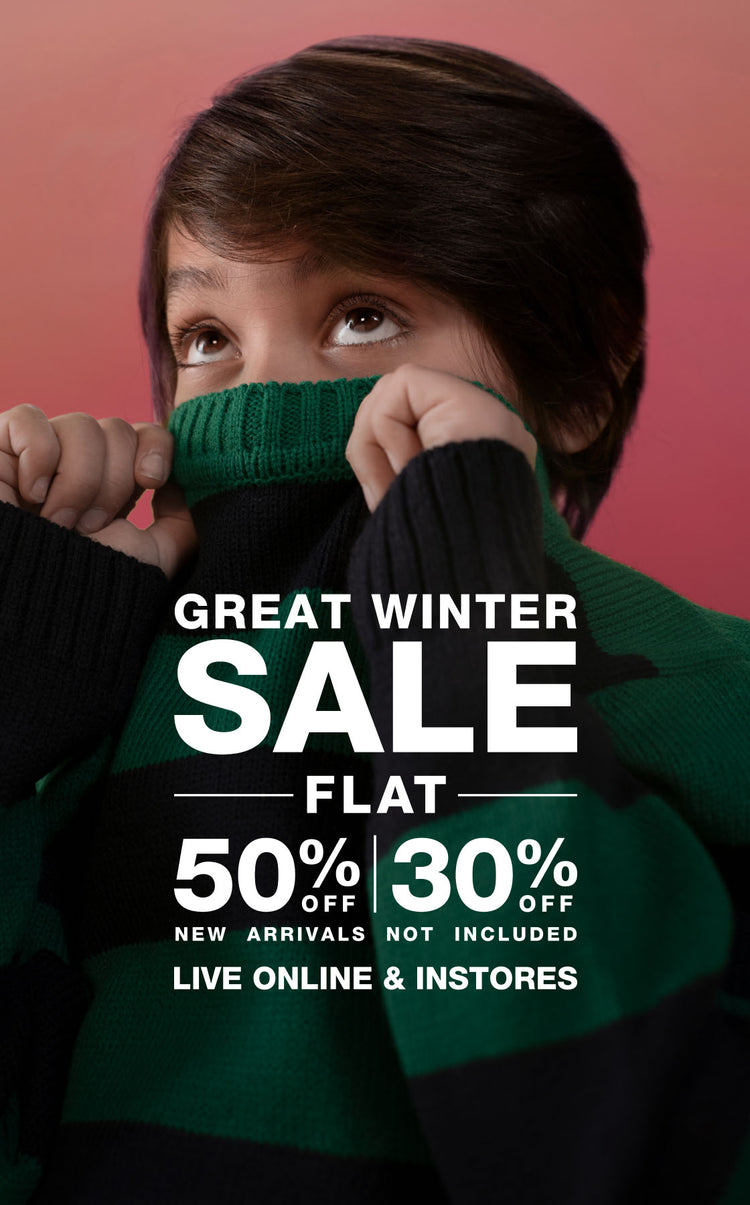 GREAT WINTER
SALE
FLAT
50% OFF | 30% OFF
NEW ARRIVALS NOT INCLUDED
LIVE ONLINE & INSTORES